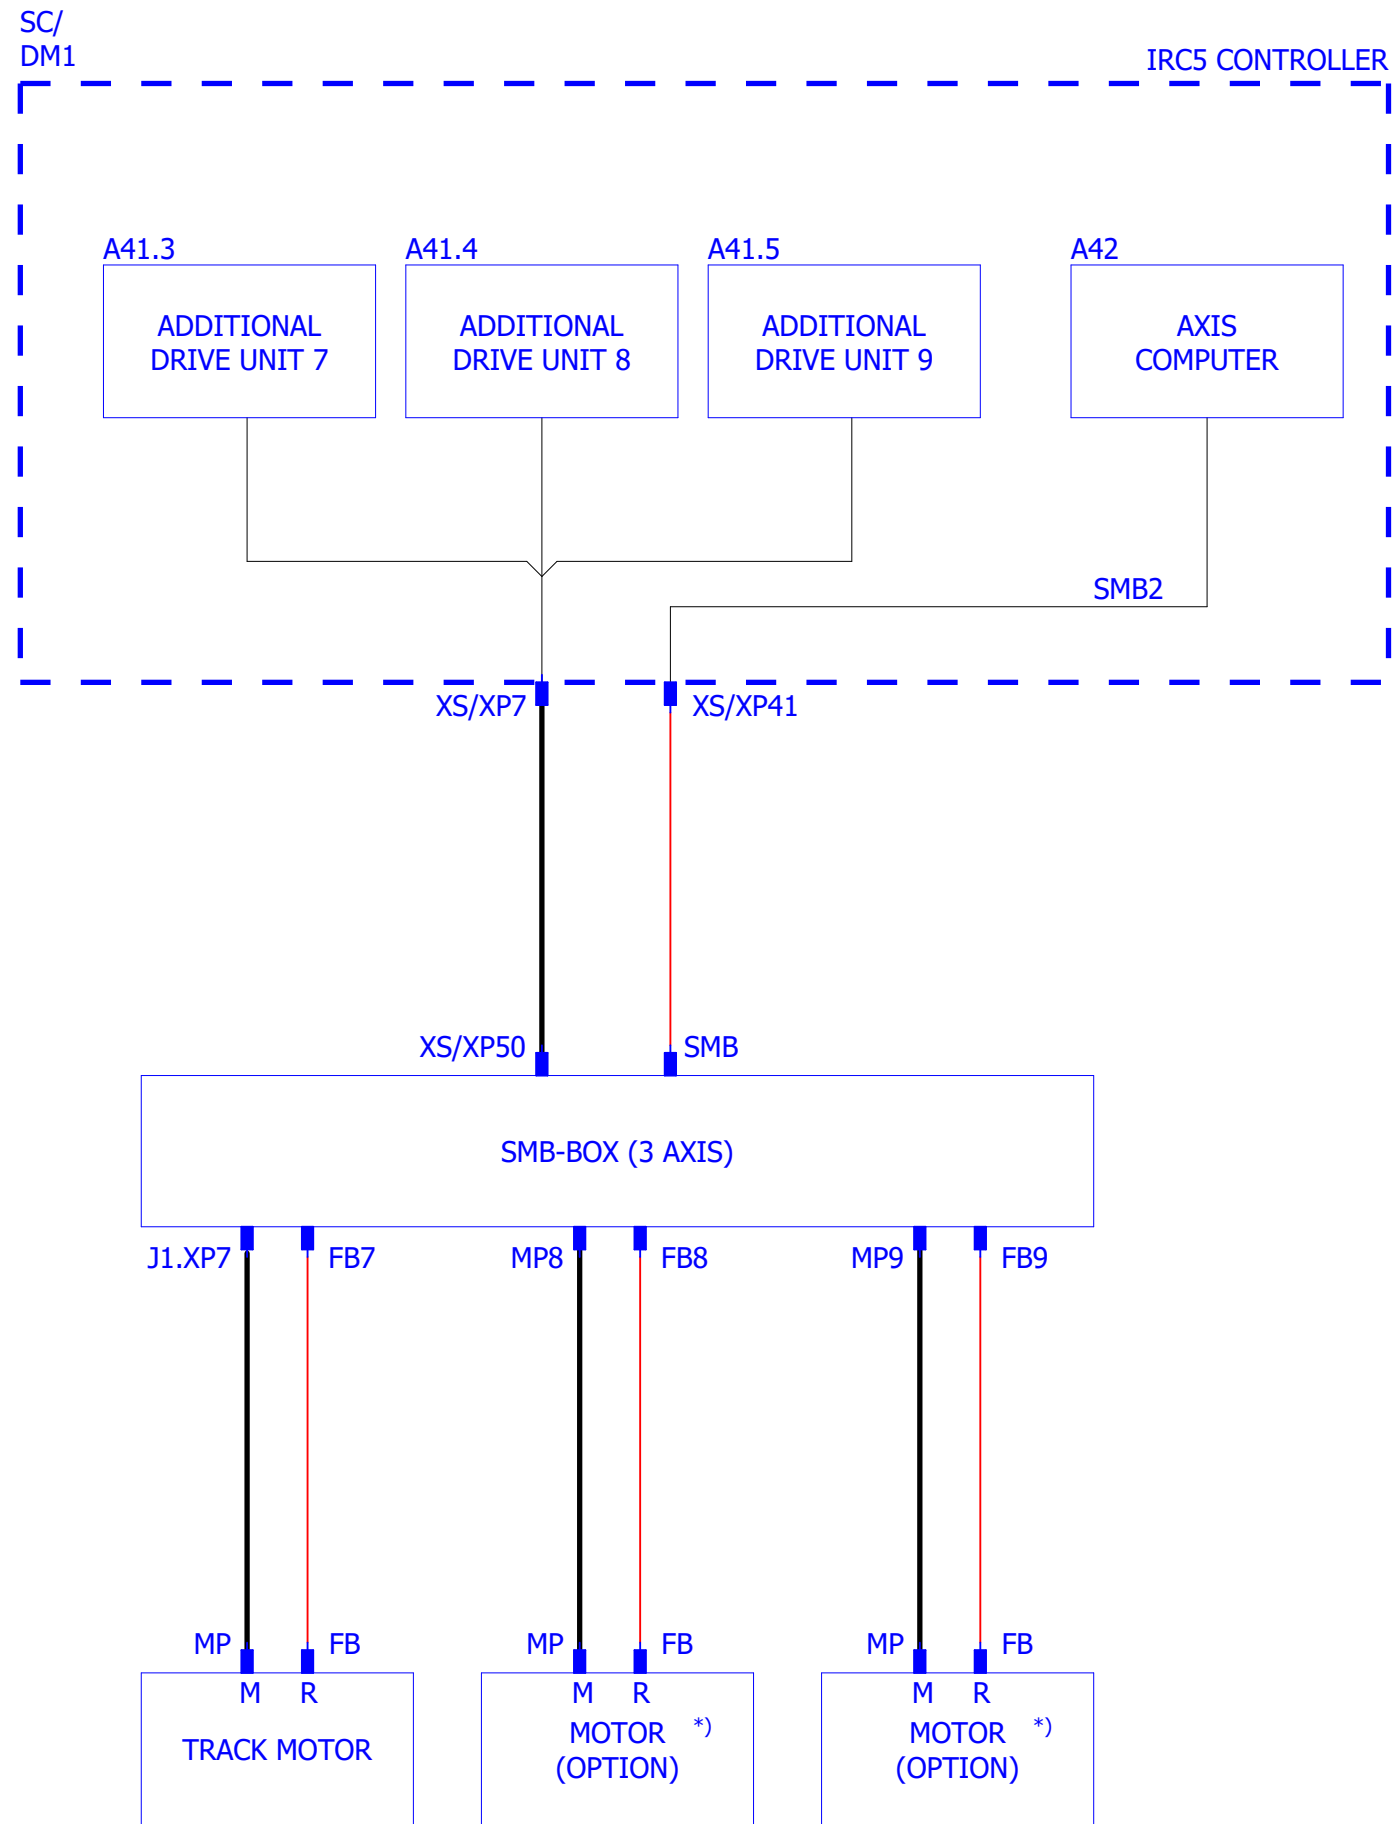 SC/
DM1
IRC5 CONTROLLER
A41.3
A41.4
A41.5
A42
ADDITIONAL
DRIVE UNIT 7
ADDITIONAL
DRIVE UNIT 8
ADDITIONAL
DRIVE UNIT 9
AXIS
COMPUTER
SMB2
XS/XP7
XS/XP41
XS/XP50
SMB
SMB-BOX (3 AXIS)
J1.XP7
FB7
MP8
FB8
MP9
FB9
MP
FB
MP
FB
MP
FB
M
R
M
R
M
R
TRACK MOTOR
MOTOR *)
(OPTION)
MOTOR *)
(OPTION)